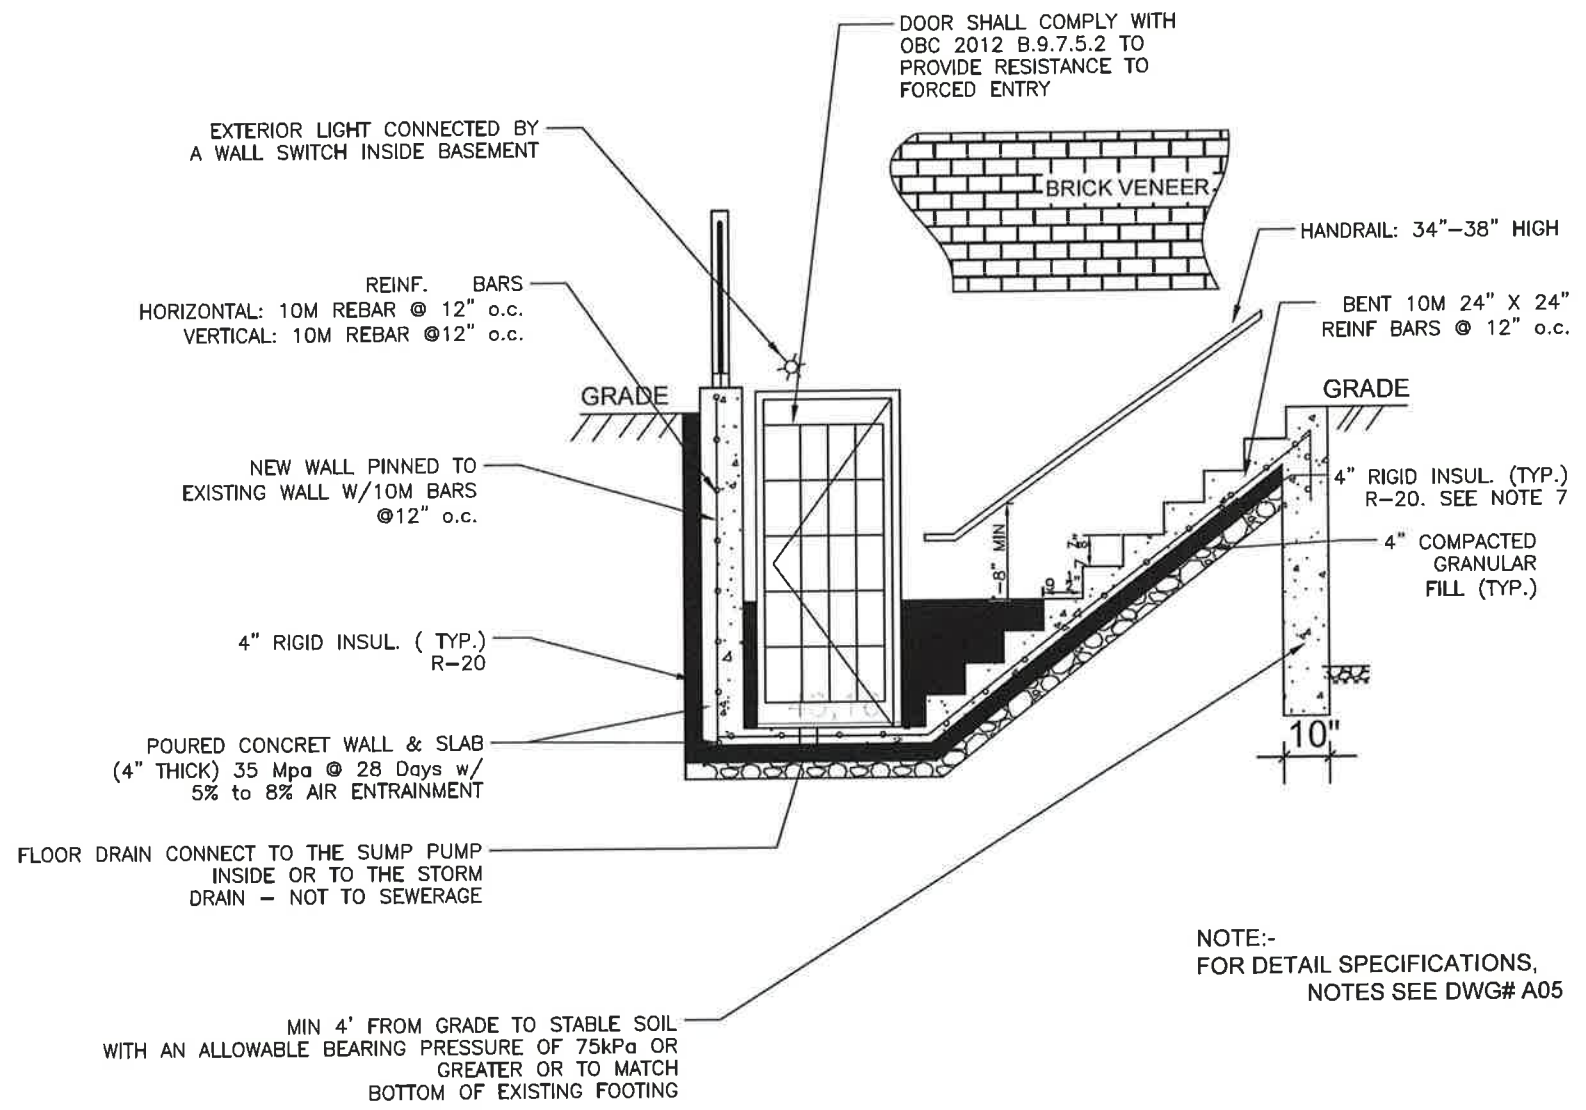 DOOR SHALL COMPLY WITH
OBC 2012 B.9.7.5.2 TO
PROVIDE RESISTANCE TO
FORCED ENTRY
EXTERIOR LIGHT CONNECTED BY
A WALL SWITCH INSIDE BASEMENT
BRICK VENEER
HANDRAIL: 34"-38" HIGH
REINF. BARS
HORIZONTAL: 10M REBAR @ 12" o.c.
VERTICAL: 10M REBAR @12" o.c.
BENT 10M 24" X 24"
REINF BARS @ 12" o.c.
GRADE
GRADE
NEW WALL PINNED TO
EXISTING WALL W/10M BARS
@12" o.c.
4" RIGID INSUL. (TYP.)
R-20. SEE NOTE 7
4" COMPACTED
GRANULAR
FILL (TYP.)
-8" MIN
4" RIGID INSUL. ( TYP.)
R-20
10"
POURED CONCRET WALL & SLAB
(4" THICK) 35 Mpa @ 28 Days w/
5% to 8% AIR ENTRAINMENT
FLOOR DRAIN CONNECT TO THE SUMP PUMP
INSIDE OR TO THE STORM
DRAIN - NOT TO SEWERAGE
NOTE:-
FOR DETAIL SPECIFICATIONS,
NOTES SEE DWG# A05
MIN 4' FROM GRADE TO STABLE SOIL
WITH AN ALLOWABLE BEARING PRESSURE OF 75kPa OR
GREATER OR TO MATCH
BOTTOM OF EXISTING FOOTING